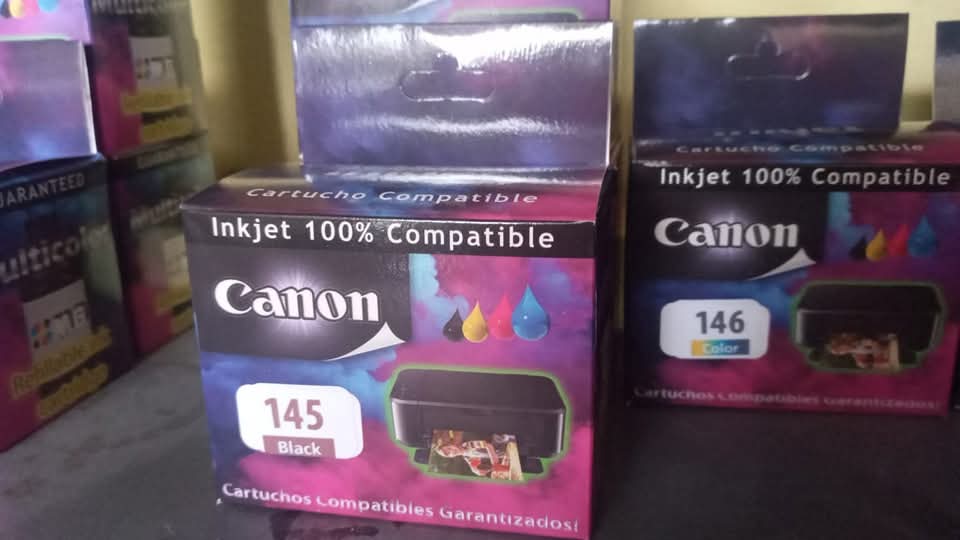 Cartucho Compatible
Inkjet 100% Compatible
Canon
145
Black
Cartuchos Compatibles Garantizados!
Cartucho Compatible
Inkjet 100% Compatible
Canon
146
Color
Cartuchos Compatibles Garantizados!